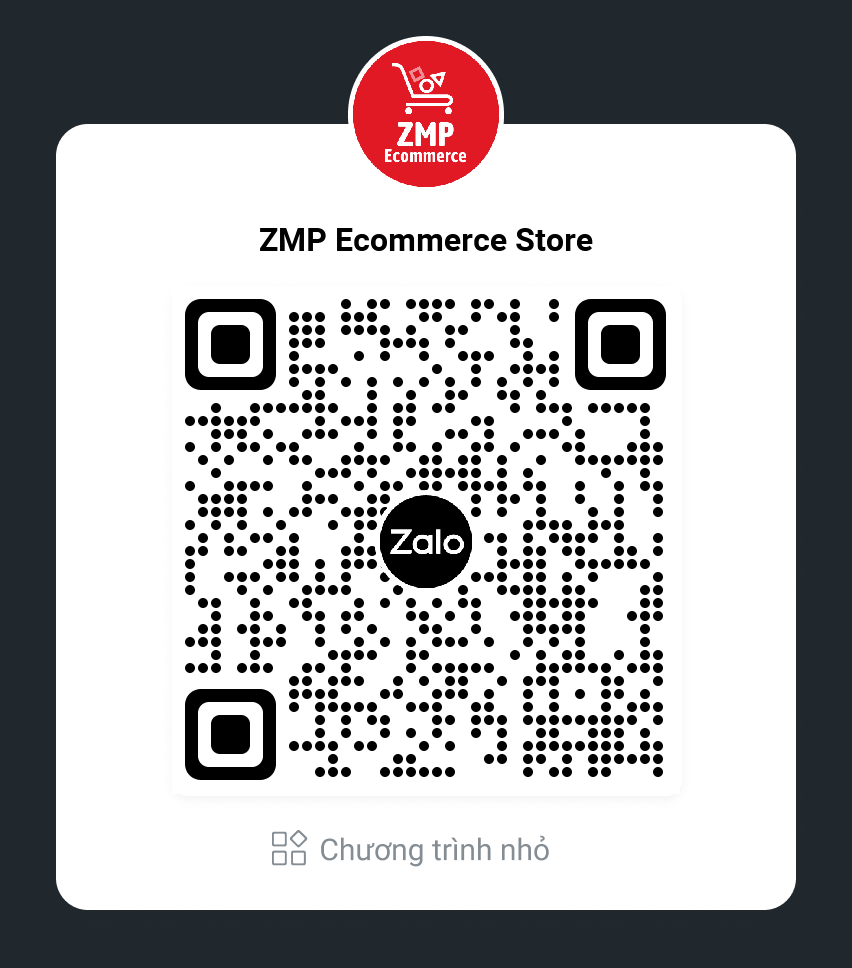 ZMP
Ecommerce
ZMP Ecommerce Store
Zalo
Chương trình nhỏ